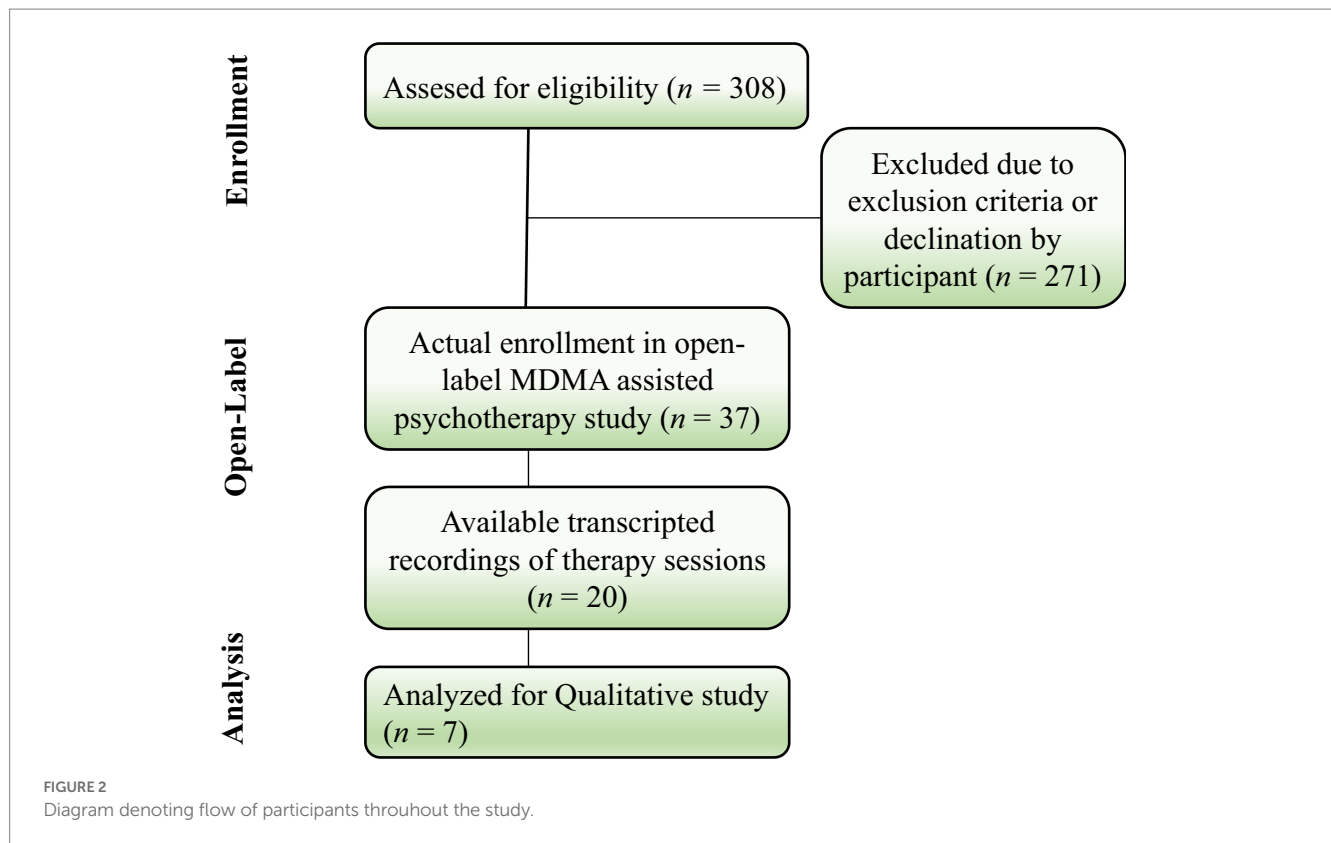 Enrollment
Assesed for eligibility (n = 308)
Excluded due to
exclusion criteria or
declination by
participant (n = 271)
Open-Label
Actual enrollment in open-
label MDMA assisted
psychotherapy study (n = 37)
Available transcripted
recordings of therapy sessions
(n = 20)
Analysis
Analyzed for Qualitative study
(n = 7)
FIGURE 2
Diagram denoting flow of participants throuhout the study.